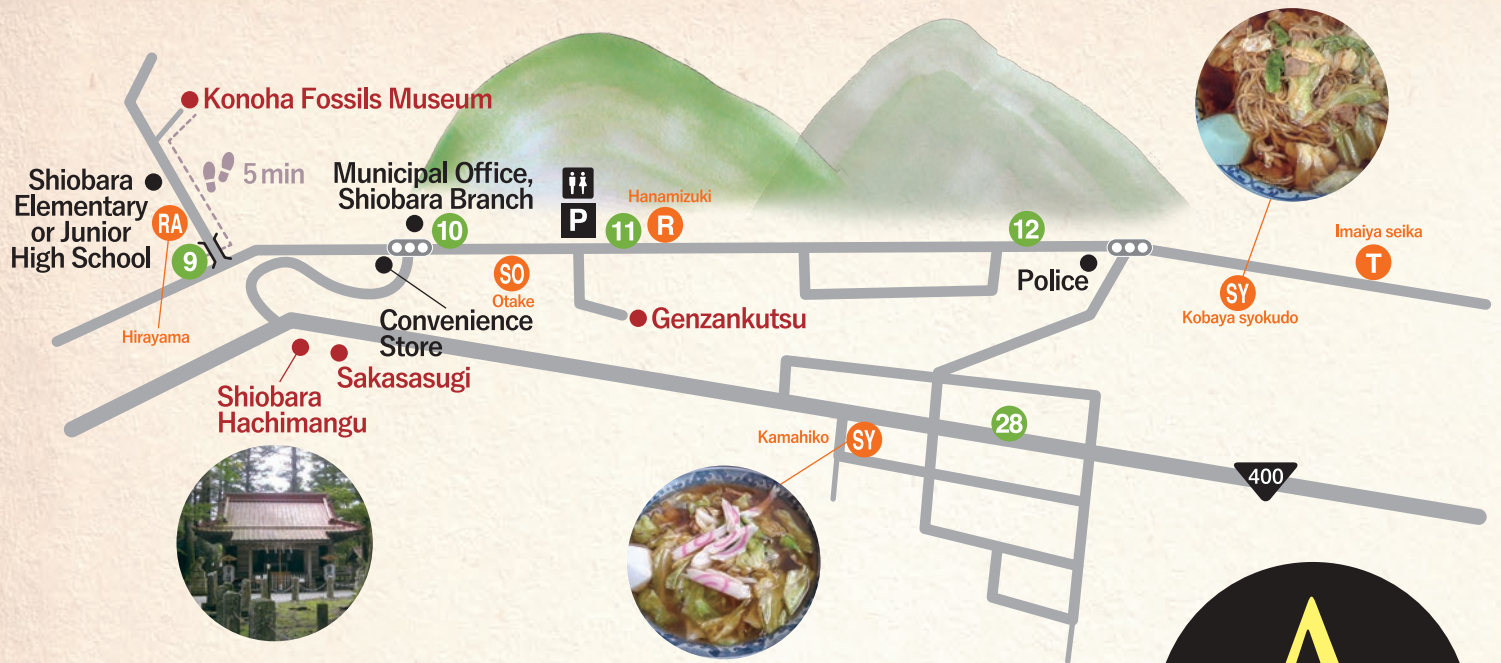 Konoha Fossils Museum
5 min
Shiobara
Elementary
or Junior
High School
RA
9
Hirayama
Municipal Office,
Shiobara Branch
10
P
11
Hanamizuki
R
SO
Otake
Convenience
Store
Genzankutsu
12
Police
SY
Kobaya syokudo
Imaiya seika
T
Shiobara
Hachimangu
Sakasasugi
Kamahiko
SY
28
400